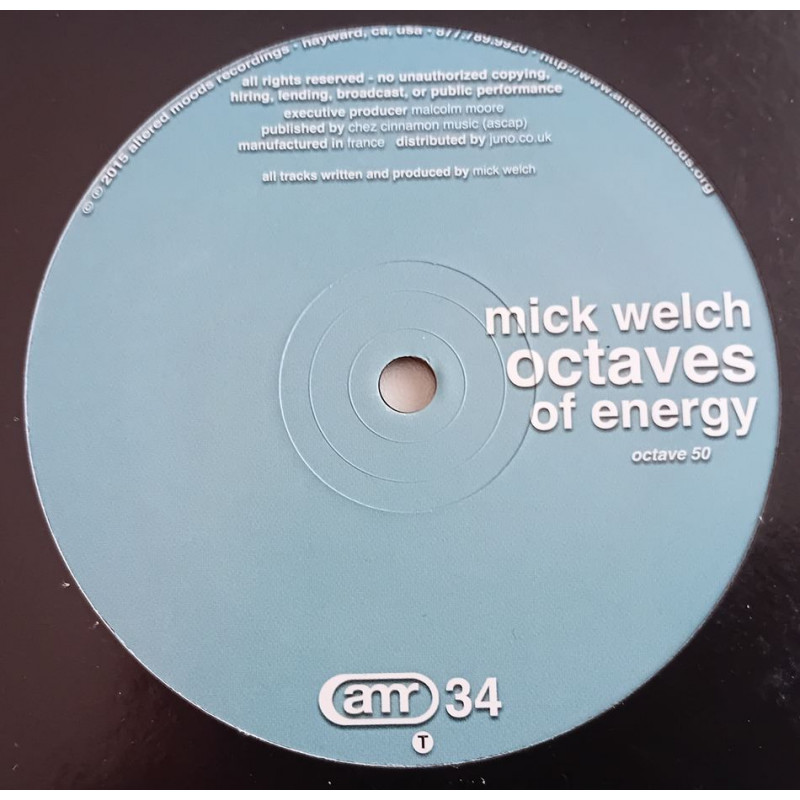 ℗ © 2015 altered moods recordings · hayward, ca, usa · 877.789.9920 · http://www.alteredmoods.org
all rights reserved - no unauthorized copying,
hiring, lending, broadcast, or public performance
executive producer malcolm moore
published by chez cinnamon music (ascap)
manufactured in france distributed by juno.co.uk
all tracks written and produced by mick welch
mick welch
octaves
of energy
octave 50
amr 34
T